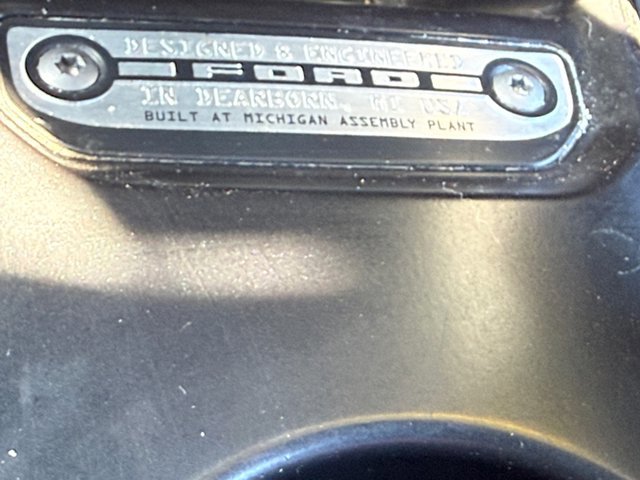 DESIGNED & ENGINEERED
FORD
IN DEARBORN, MI USA
BUILT AT MICHIGAN ASSEMBLY PLANT